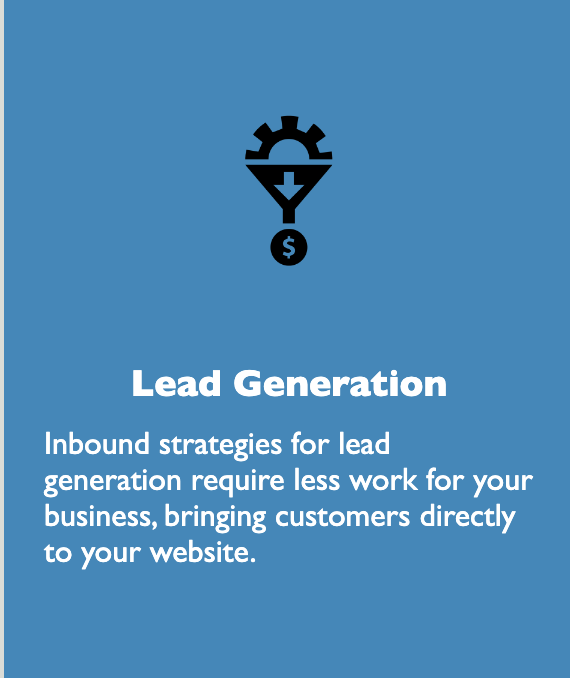 $
Lead Generation
Inbound strategies for lead
generation require less work for your
business, bringing customers directly
to your website.